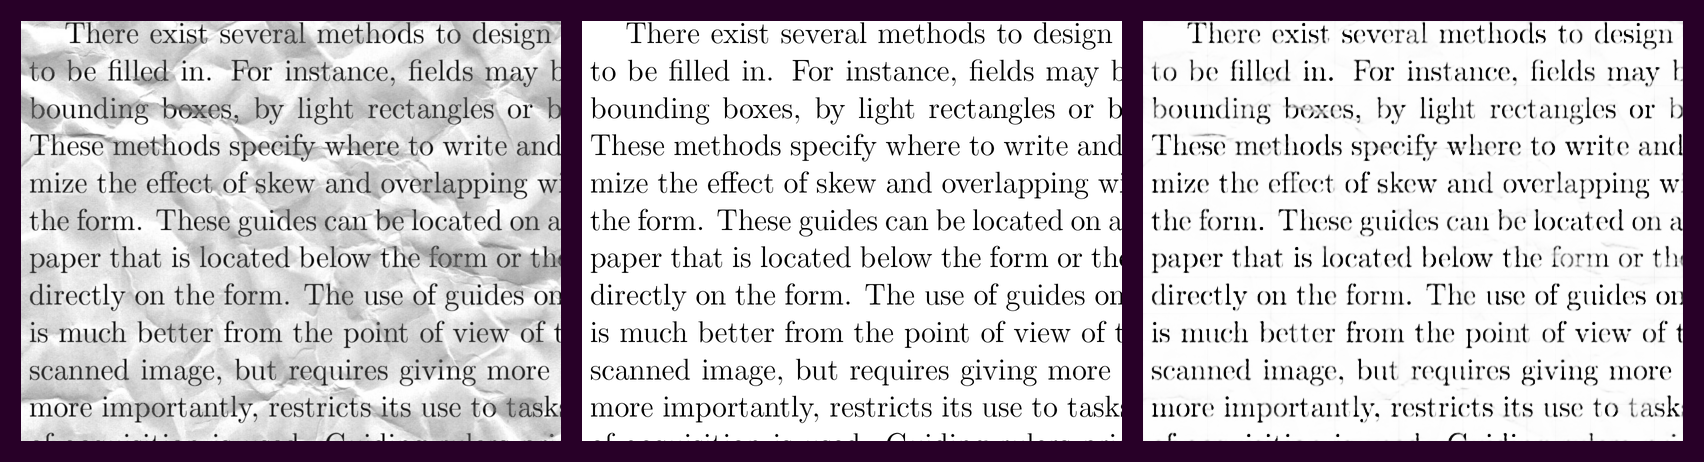 There exist several methods to design
to be filled in. For instance, fields may
bounding boxes, by light rectangles or
These methods specify where to write and
mize the effect of skew and overlapping
the form. These guides can be located on a
paper that is located below the form or
directly on the form. The use of guides on
is much better from the point of view of
scanned image, but requires giving more
more importantly, restricts its use to task
There exist several methods to design
to be filled in. For instance, fields may
bounding boxes, by light rectangles or
These methods specify where to write and
mize the effect of skew and overlapping
the form. These guides can be located on a
paper that is located below the form or
directly on the form. The use of guides on
is much better from the point of view of
scanned image, but requires giving more
more importantly, restricts its use to task
There exist several methods to design
to be filled in. For instance, fields may
bounding boxes, by light rectangles or
These methods specify where to write and
mize the effect of skew and overlapping
the form. These guides can be located on a
paper that is located below the form or
directly on the form. The use of guides on
is much better from the point of view of
scanned image, but requires giving more
more importantly, restricts its use to task